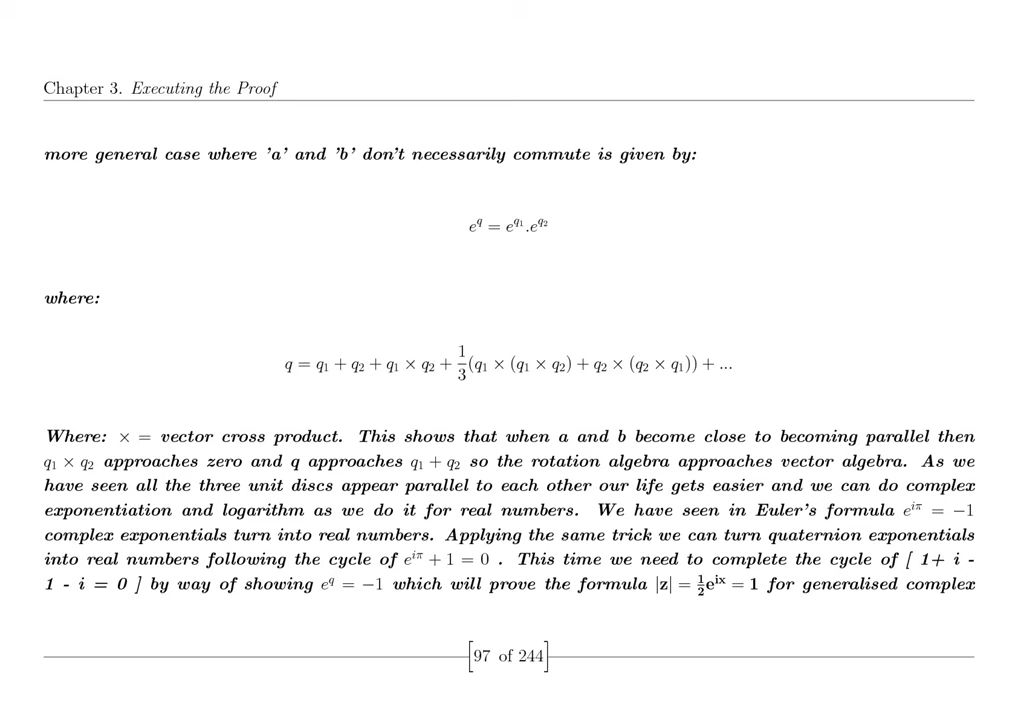 Chapter 3. Executing the Proof
more general case where 'a' and 'b' don't necessarily commute is given by:
e^q = e^{q_1}.e^{q_2}
where:
q = q_1 + q_2 + q_1 × q_2 + \frac{1}{3}(q_1 × (q_1 × q_2) + q_2 × (q_2 × q_1)) + ...
Where: × = vector cross product. This shows that when a and b become close to becoming parallel then
q_1 × q_2 approaches zero and q approaches q_1 + q_2 so the rotation algebra approaches vector algebra. As we
have seen all the three unit discs appear parallel to each other our life gets easier and we can do complex
exponentiation and logarithm as we do it for real numbers. We have seen in Euler's formula e^{iπ} = −1
complex exponentials turn into real numbers. Applying the same trick we can turn quaternion exponentials
into real numbers following the cycle of e^{iπ} + 1 = 0 . This time we need to complete the cycle of [ 1+ i -
1 - i = 0 ] by way of showing e^q = −1 which will prove the formula |z| = \frac{1}{2}e^{ix} = 1 for generalised complex
[97 of 244]